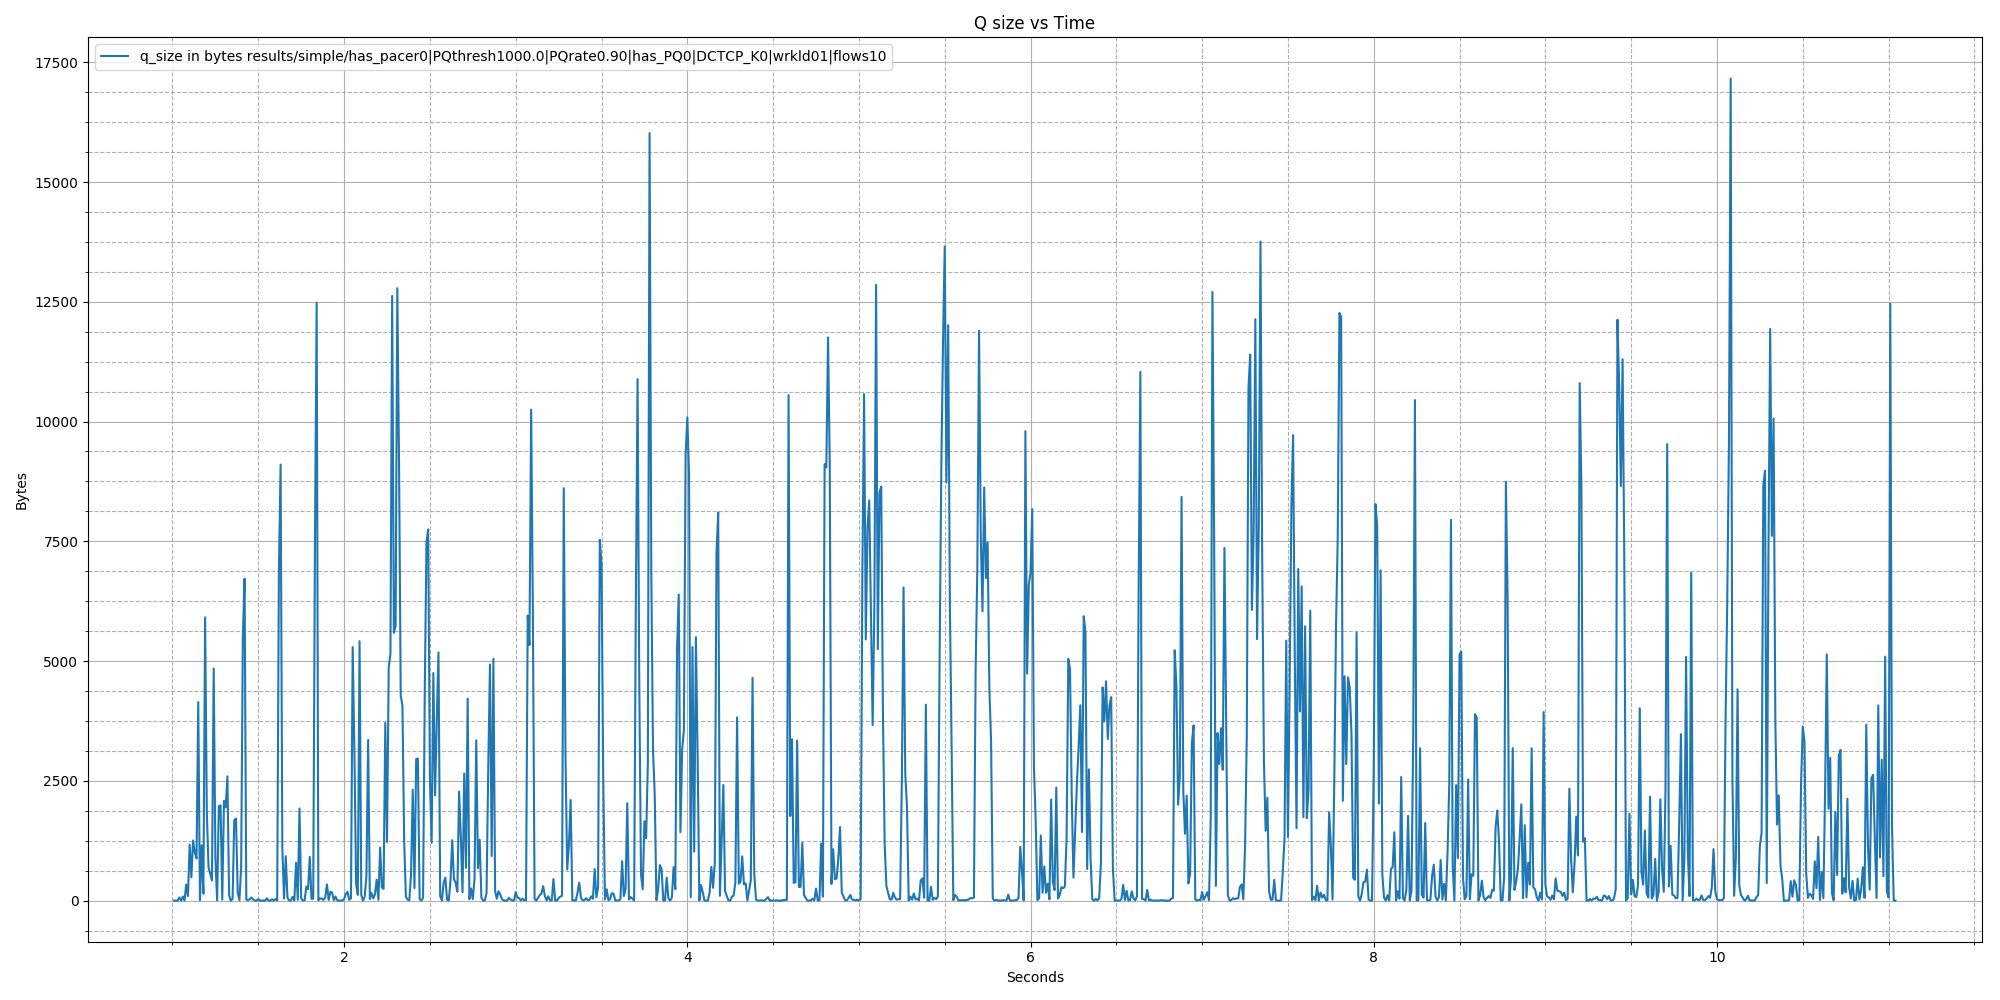 Q size vs Time
q_size in bytes results/simple/has_pacer0|PQthresh1000.0|PQrate0.90|has_PQ0|DCTCP_K0|wrkld01|flows10
17500
15000
12500
10000
7500
5000
2500
0
Bytes
2 4 6 8 10
Seconds